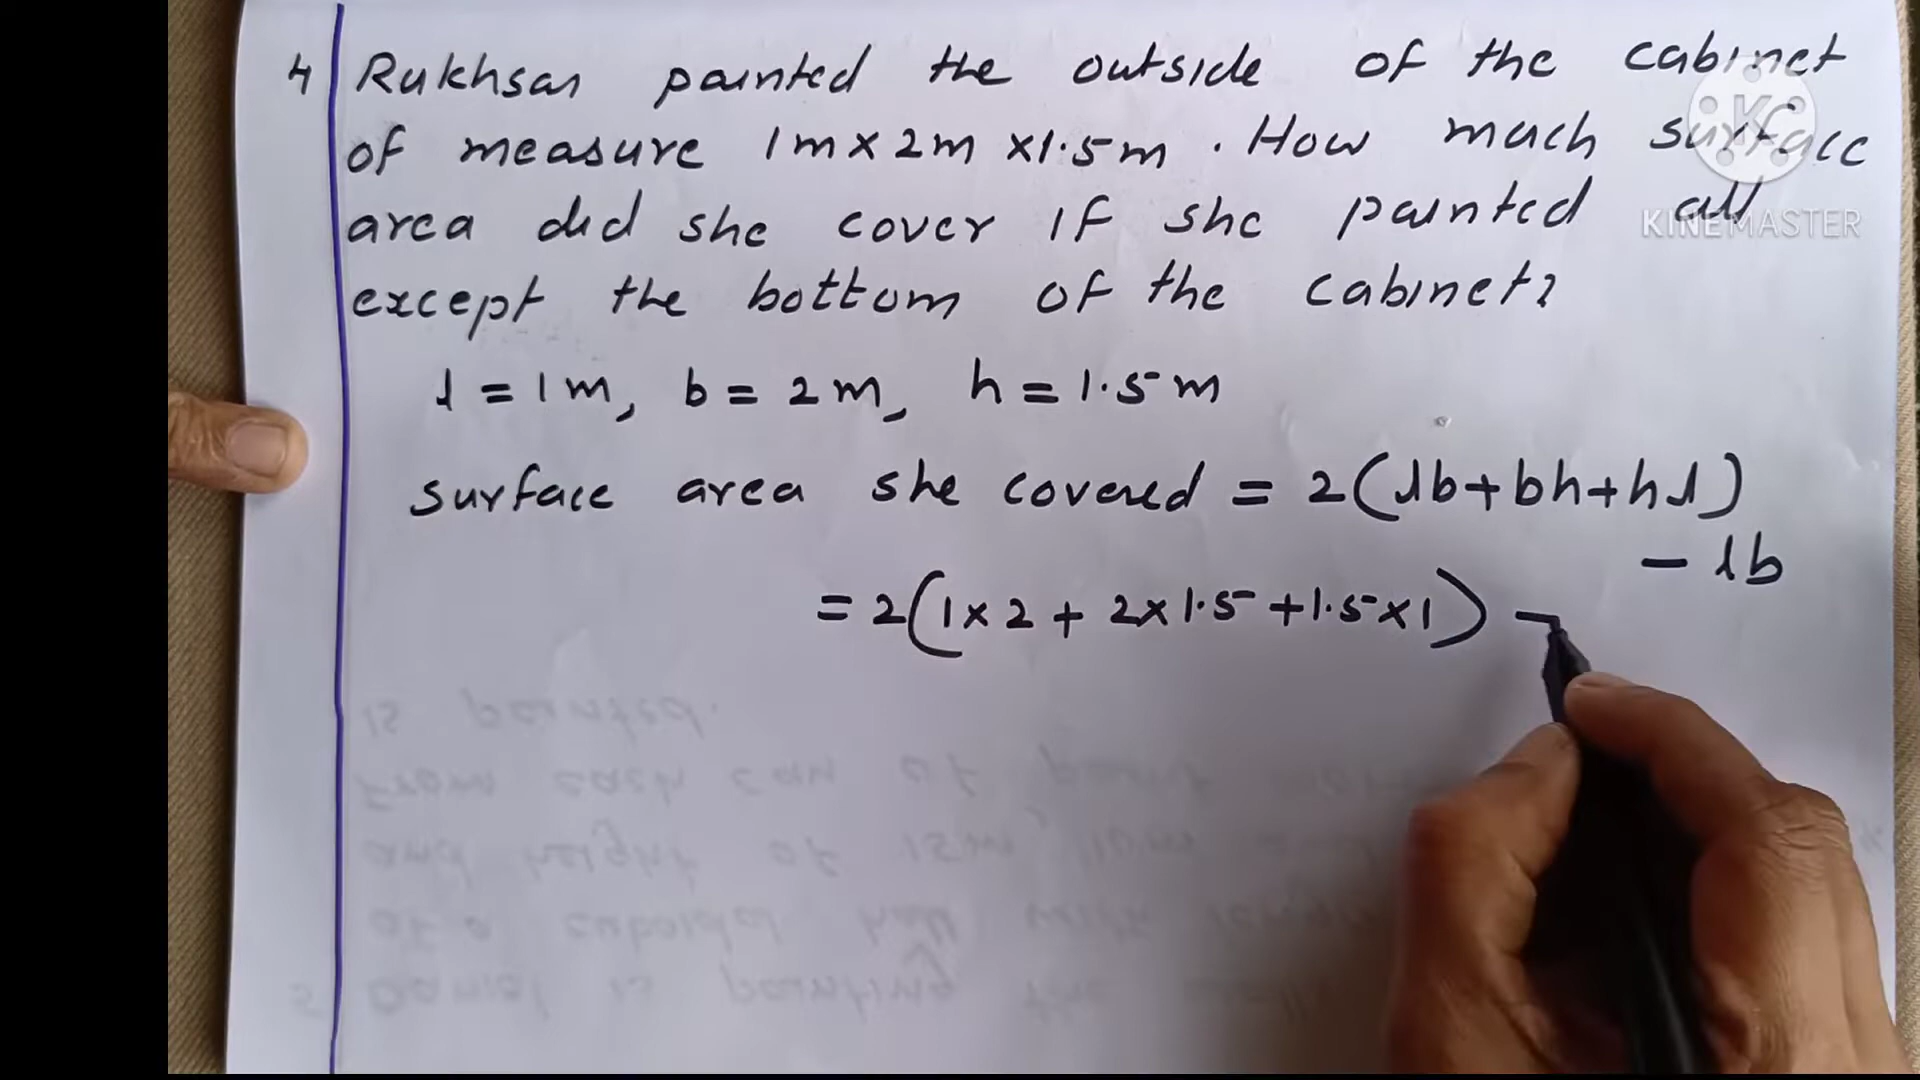 4 Rukhsar painted the outside of the cabinet
of measure 1m x 2m x 1.5m. How much surface
area did she cover if she painted all
except the bottom of the cabinet?
KINEMASTER
l = 1m, b = 2m, h = 1.5m
surface area she covered = 2(lb+bh+hl)
- lb
= 2(1×2 + 2×1.5 + 1.5×1) -